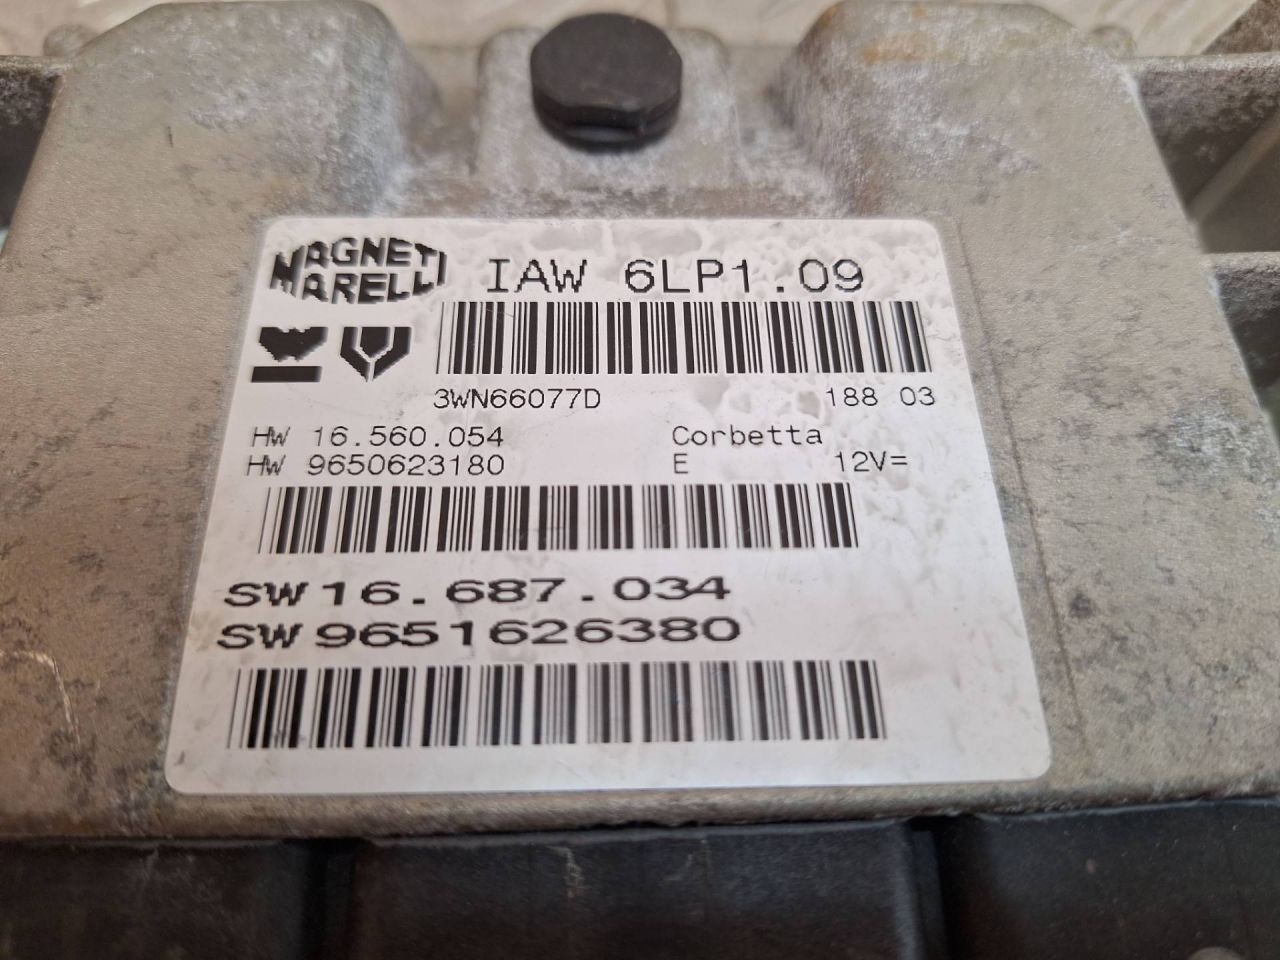 MAGNETI MARELLI
IAW 6LP1.09
3WN66077D 188 03
HW 16.560.054 Corbetta
HW 9650623180 E 12V=
SW 16.687.034
SW 9651626380